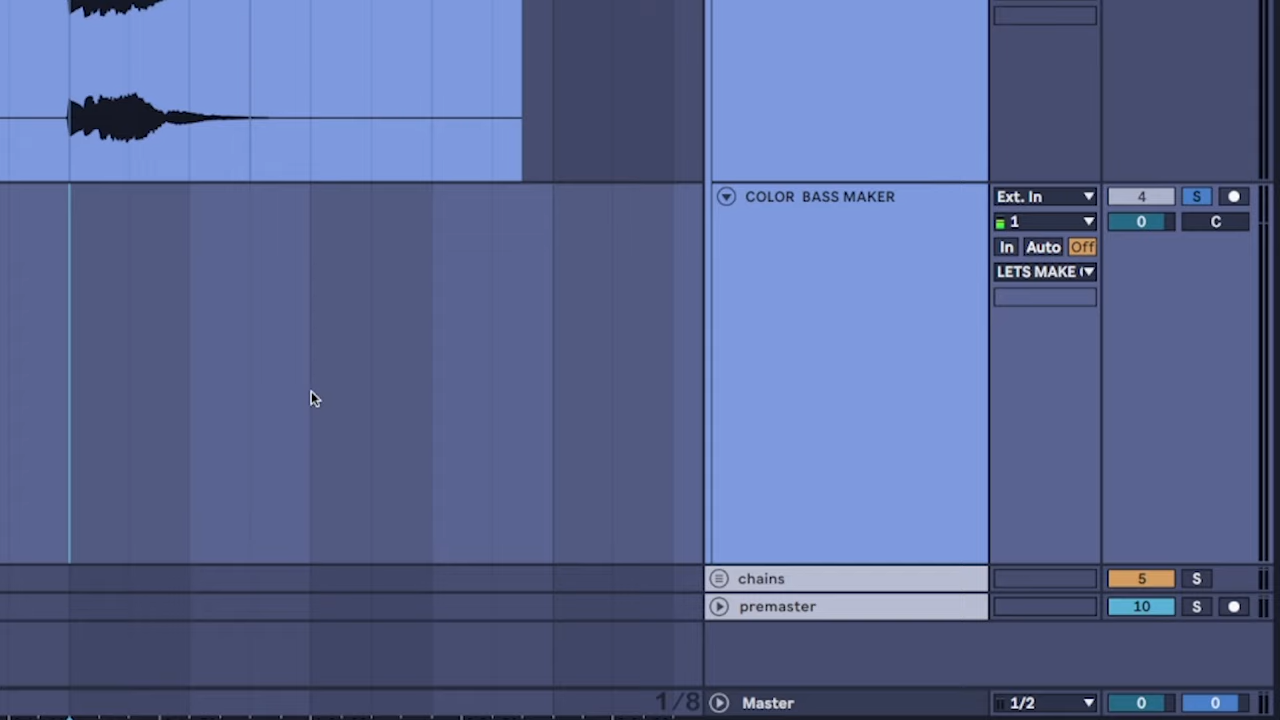 COLOR BASS MAKER Ext. In 4 S
1 0 C
In Auto Off
LETS MAKE
chains 5 S
premaster 10 S
1/8 Master 1/2 0 0